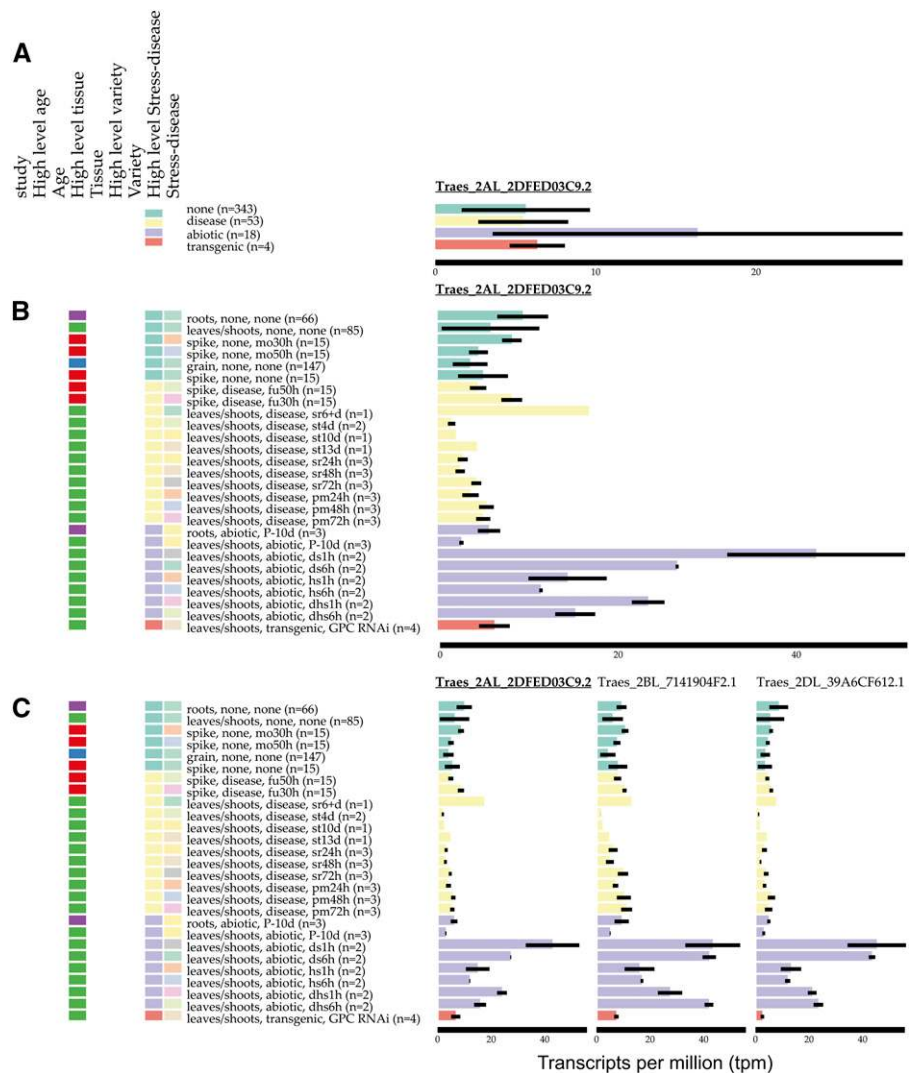 A
study
High level age
Age
High level tissue
Tissue
High level variety
Variety
High level Stress-disease
Stress-disease
Traes_2AL_2DFED03C9.2
none (n=343)
disease (n=53)
abiotic (n=18)
transgenic (n=4)
0 10 20
B
Traes_2AL_2DFED03C9.2
roots, none, none (n=66)
leaves/shoots, none, none (n=85)
spike, none, mo30h (n=15)
spike, none, mo50h (n=15)
grain, none, none (n=147)
spike, none, none (n=15)
spike, disease, fu50h (n=15)
spike, disease, fu30h (n=15)
leaves/shoots, disease, sr6+d (n=1)
leaves/shoots, disease, st4d (n=2)
leaves/shoots, disease, st10d (n=1)
leaves/shoots, disease, st13d (n=1)
leaves/shoots, disease, sr24h (n=3)
leaves/shoots, disease, sr48h (n=3)
leaves/shoots, disease, sr72h (n=3)
leaves/shoots, disease, pm24h (n=3)
leaves/shoots, disease, pm48h (n=3)
leaves/shoots, disease, pm72h (n=3)
roots, abiotic, P-10d (n=3)
leaves/shoots, abiotic, P-10d (n=3)
leaves/shoots, abiotic, ds1h (n=2)
leaves/shoots, abiotic, ds6h (n=2)
leaves/shoots, abiotic, hs1h (n=2)
leaves/shoots, abiotic, hs6h (n=2)
leaves/shoots, abiotic, dhs1h (n=2)
leaves/shoots, abiotic, dhs6h (n=2)
leaves/shoots, transgenic, GPC RNAi (n=4)
0 20 40
C
Traes_2AL_2DFED03C9.2 Traes_2BL_7141904F2.1 Traes_2DL_39A6CF612.1
roots, none, none (n=66)
leaves/shoots, none, none (n=85)
spike, none, mo30h (n=15)
spike, none, mo50h (n=15)
grain, none, none (n=147)
spike, none, none (n=15)
spike, disease, fu50h (n=15)
spike, disease, fu30h (n=15)
leaves/shoots, disease, sr6+d (n=1)
leaves/shoots, disease, st4d (n=2)
leaves/shoots, disease, st10d (n=1)
leaves/shoots, disease, st13d (n=1)
leaves/shoots, disease, sr24h (n=3)
leaves/shoots, disease, sr48h (n=3)
leaves/shoots, disease, sr72h (n=3)
leaves/shoots, disease, pm24h (n=3)
leaves/shoots, disease, pm48h (n=3)
leaves/shoots, disease, pm72h (n=3)
roots, abiotic, P-10d (n=3)
leaves/shoots, abiotic, P-10d (n=3)
leaves/shoots, abiotic, ds1h (n=2)
leaves/shoots, abiotic, ds6h (n=2)
leaves/shoots, abiotic, hs1h (n=2)
leaves/shoots, abiotic, hs6h (n=2)
leaves/shoots, abiotic, dhs1h (n=2)
leaves/shoots, abiotic, dhs6h (n=2)
leaves/shoots, transgenic, GPC RNAi (n=4)
0 20 40 0 20 40 0 20 40
Transcripts per million (tpm)